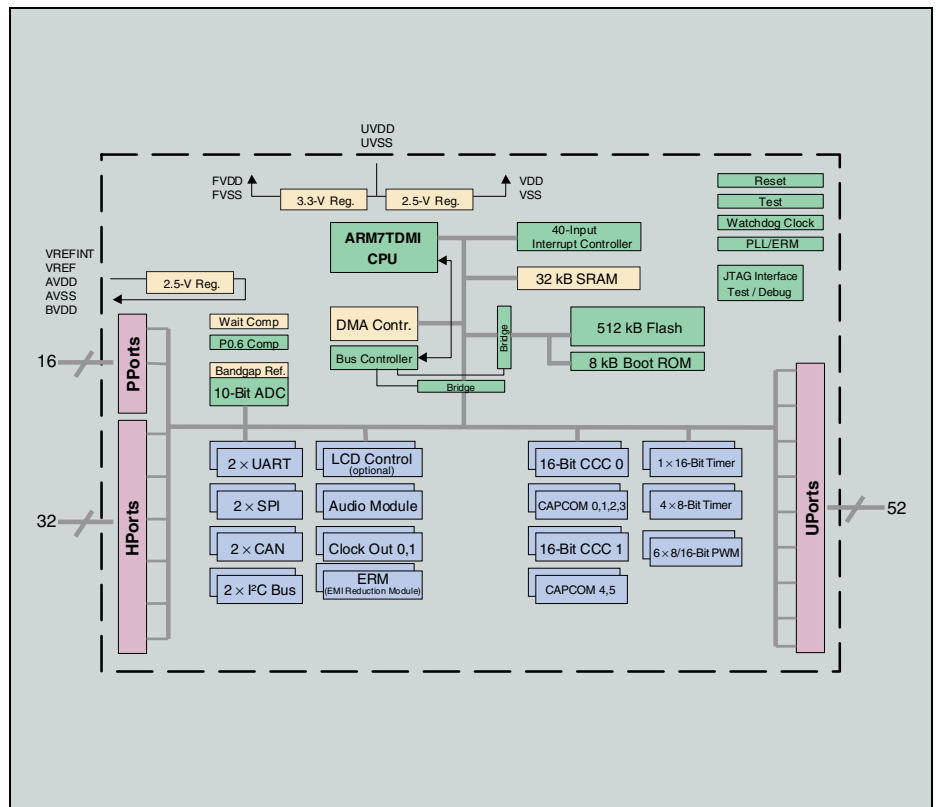 UVDD
UVSS
FVDD
FVSS
3.3-V Reg.
2.5-V Reg.
VDD
VSS
Reset
Test
Watchdog Clock
PLL/ERM
JTAG Interface
Test / Debug
ARM7TDMI
CPU
40-Input
Interrupt Controller
32 kB SRAM
VREFINT
VREF
AVDD
AVSS
BVDD
2.5-V Reg.
Wait Comp
P0.6 Comp
Bandgap Ref.
10-Bit ADC
DMA Contr.
Bus Controller
Bridge
Bridge
512 kB Flash
8 kB Boot ROM
16
PPorts
32
HPorts
2 × UART
2 × SPI
2 × CAN
2 × I²C Bus
LCD Control
(optional)
Audio Module
Clock Out 0,1
ERM
(EMI Reduction Module)
16-Bit CCC 0
CAPCOM 0,1,2,3
16-Bit CCC 1
CAPCOM 4,5
1 × 16-Bit Timer
4 × 8-Bit Timer
6 × 8/16-Bit PWM
UPorts
52